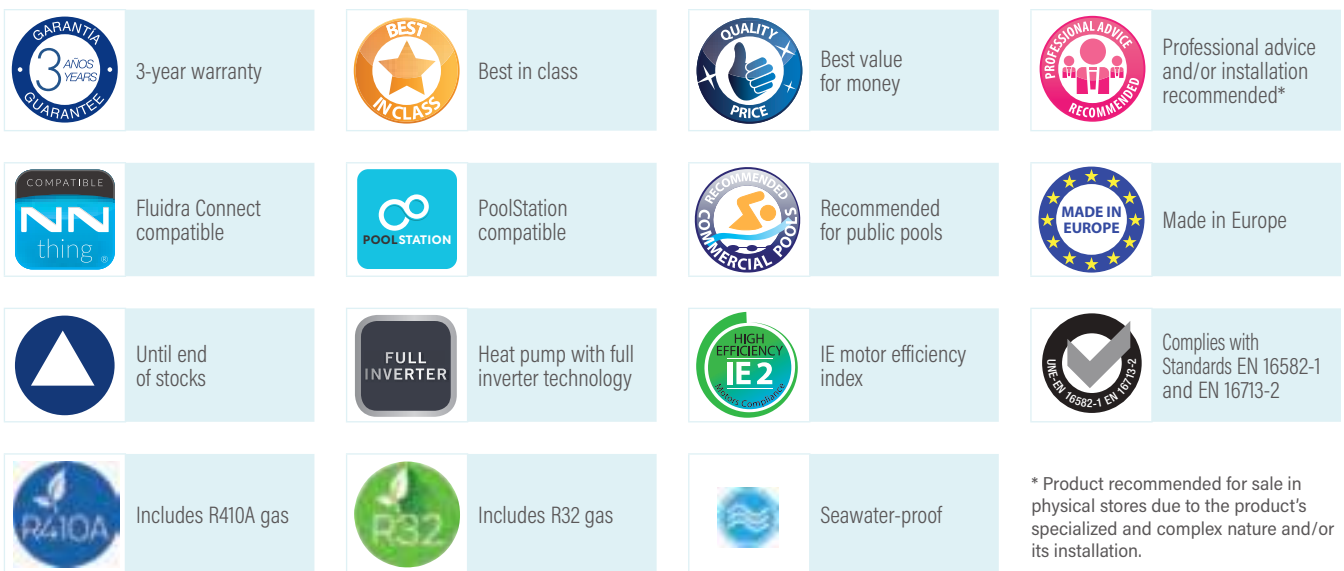 GARANTÍA
3 AÑOS
YEARS
GUARANTEE
3-year warranty
BEST
IN CLASS
Best in class
QUALITY
PRICE
Best value
for money
PROFESSIONAL ADVICE
RECOMMENDED
Professional advice
and/or installation
recommended*
COMPATIBLE
NN
thing ®
Fluidra Connect
compatible
POOLSTATION
PoolStation
compatible
RECOMMENDED
COMMERCIAL POOLS
Recommended
for public pools
MADE IN
EUROPE
Made in Europe
Until end
of stocks
FULL
INVERTER
Heat pump with full
inverter technology
HIGH
EFFICIENCY
IE 2
Motors Compliance
IE motor efficiency
index
UNE-EN 16582-1 EN 16713-2
Complies with
Standards EN 16582-1
and EN 16713-2
R410A
Includes R410A gas
R32
Includes R32 gas
Seawater-proof
* Product recommended for sale in
physical stores due to the product's
specialized and complex nature and/or
its installation.